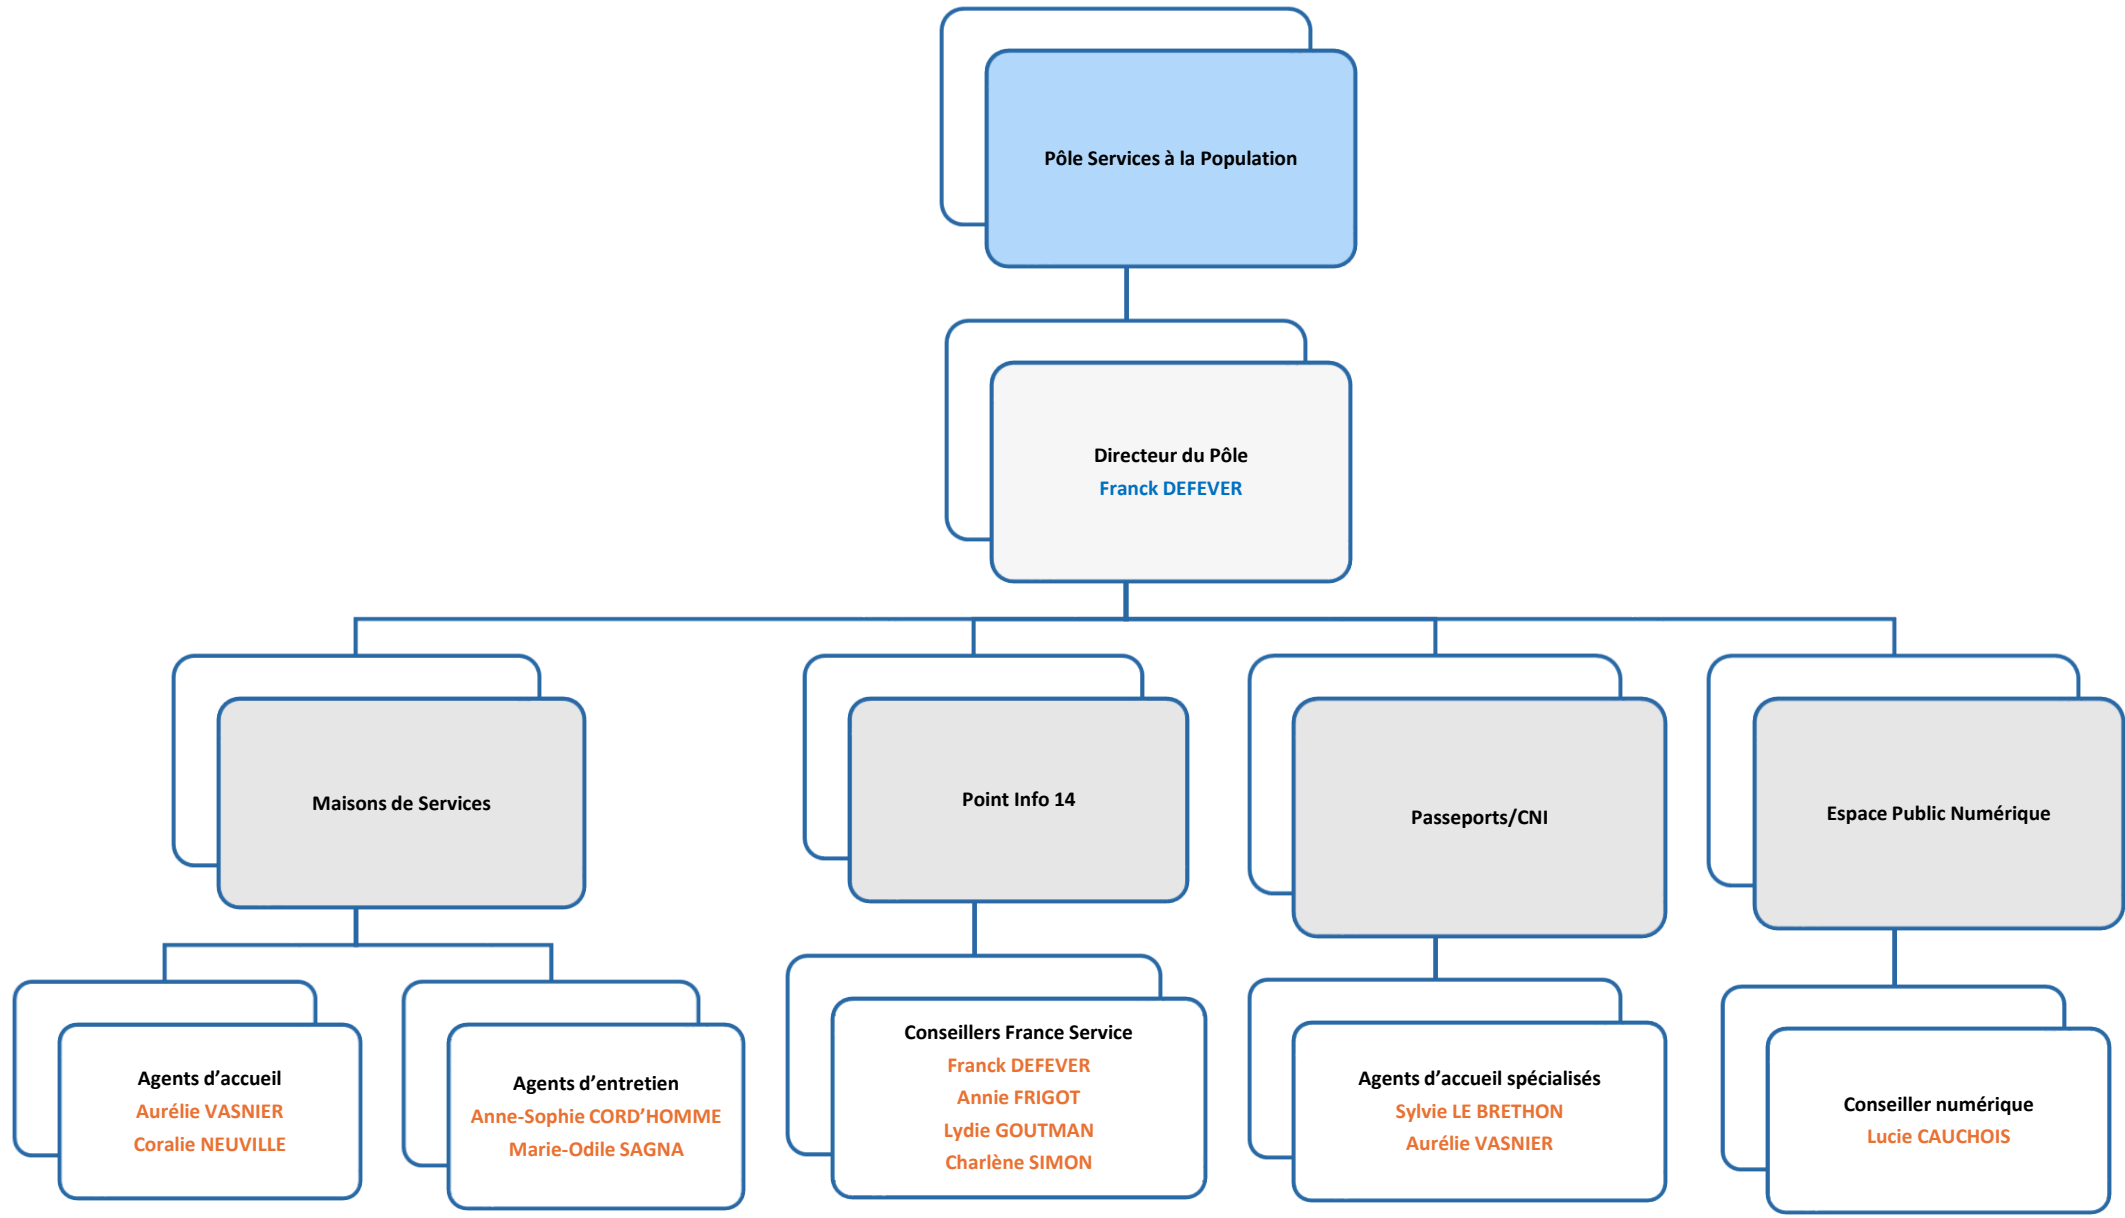 Pôle Services à la Population
Directeur du Pôle
Franck DEFEVER
Maisons de Services
Point Info 14
Passeports/CNI
Espace Public Numérique
Agents d’accueil
Aurélie VASNIER
Coralie NEUVILLE
Agents d’entretien
Anne-Sophie CORD’HOMME
Marie-Odile SAGNA
Conseillers France Service
Franck DEFEVER
Annie FRIGOT
Lydie GOUTMAN
Charlène SIMON
Agents d’accueil spécialisés
Sylvie LE BRETHON
Aurélie VASNIER
Conseiller numérique
Lucie CAUCHOIS